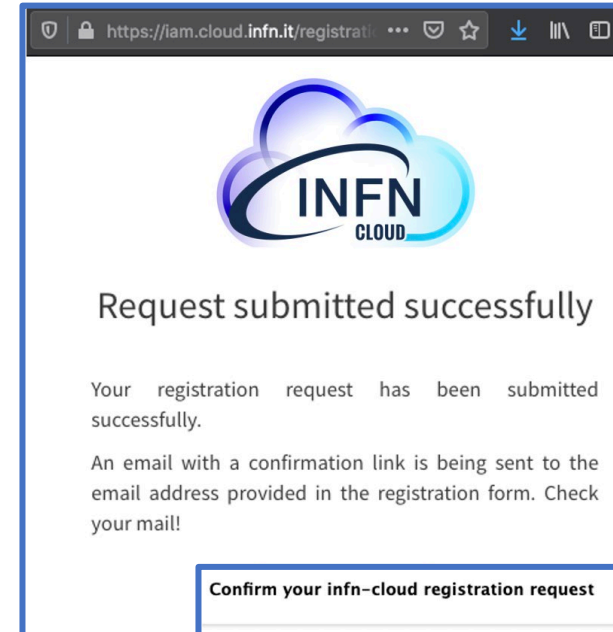 https://iam.cloud.infn.it/registrati
INFN
CLOUD
Request submitted successfully
Your registration request has been submitted
successfully.
An email with a confirmation link is being sent to the
email address provided in the registration form. Check
your mail!
Confirm your infn-cloud registration request